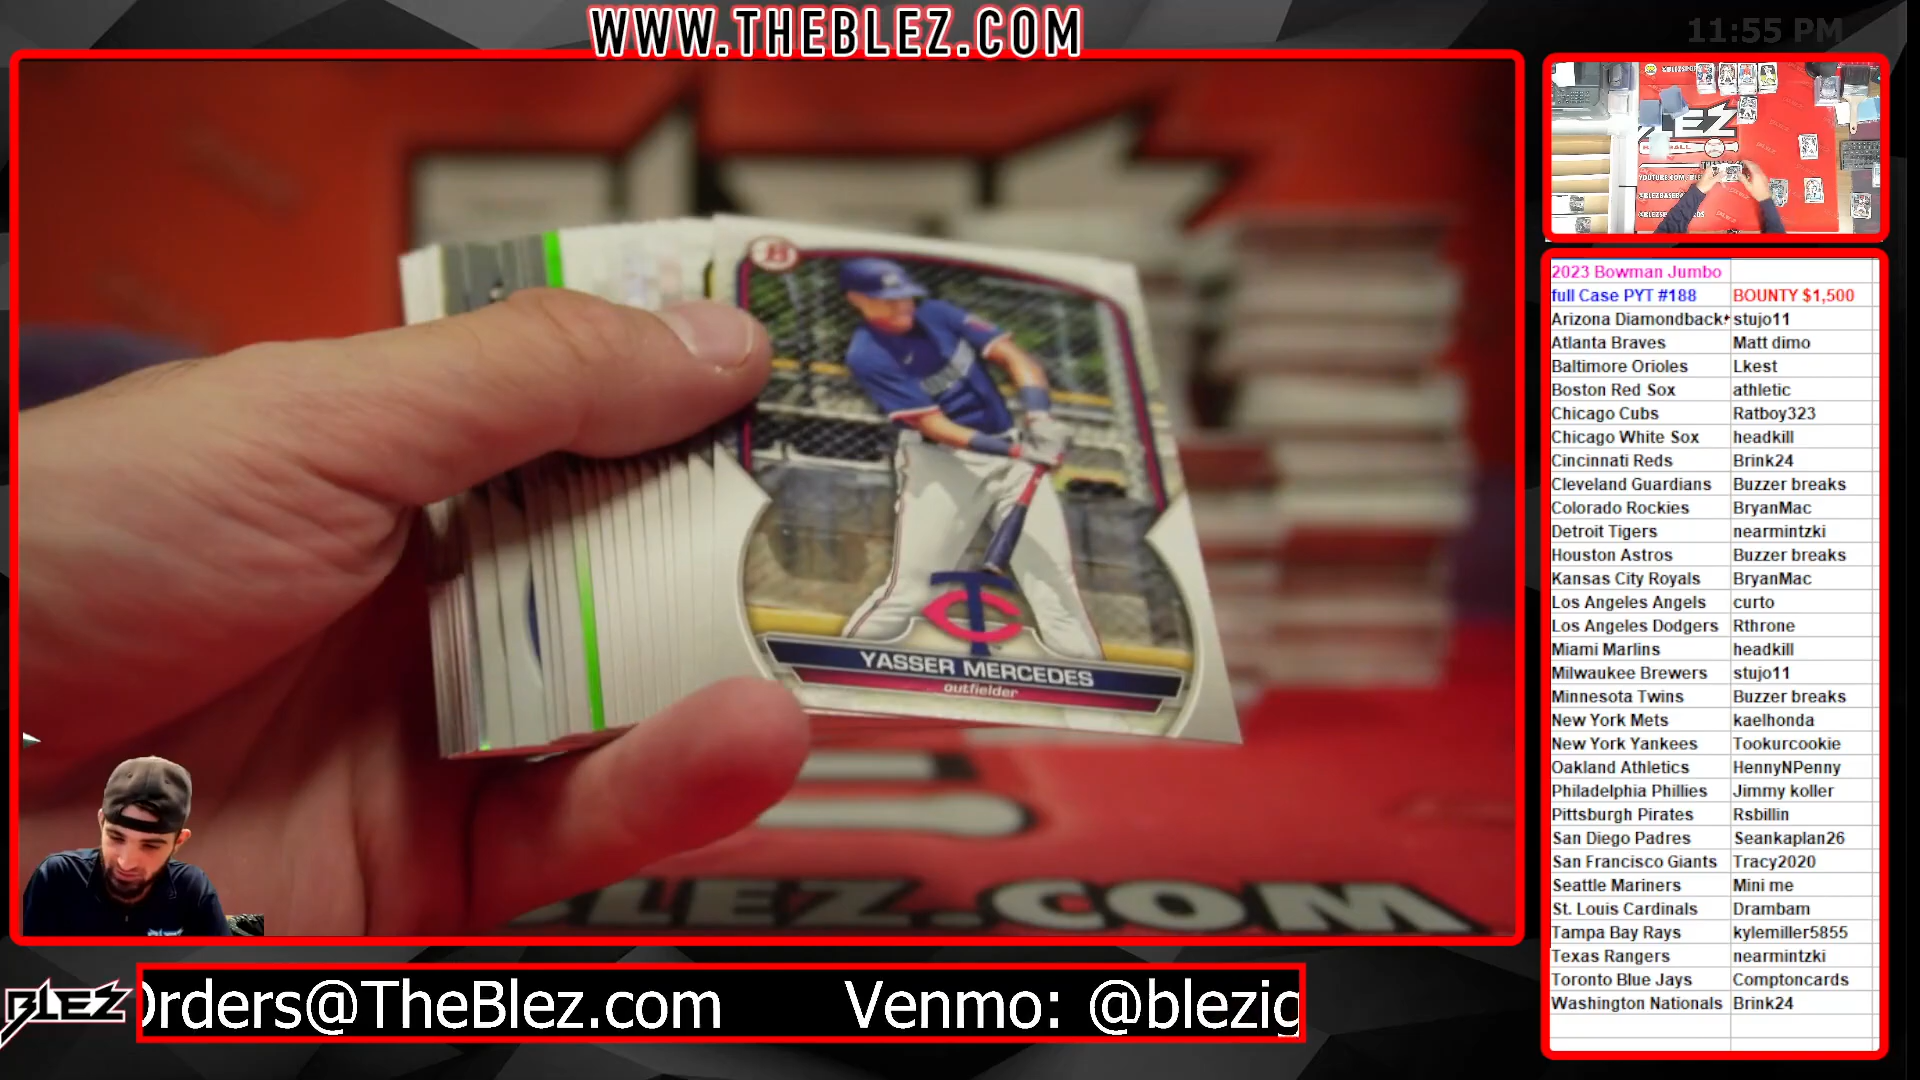 WWW.THEBLEZ.COM
11:55 PM
YASSER MERCEDES
outfielder
TC
BLEZ.COM
EZ
2023 Bowman Jumbo
full Case PYT #188 BOUNTY $1,500
Arizona Diamondback stujo11
Atlanta Braves Matt dimo
Baltimore Orioles Lkest
Boston Red Sox athletic
Chicago Cubs Ratboy323
Chicago White Sox headkill
Cincinnati Reds Brink24
Cleveland Guardians Buzzer breaks
Colorado Rockies BryanMac
Detroit Tigers nearmintzki
Houston Astros Buzzer breaks
Kansas City Royals BryanMac
Los Angeles Angels curto
Los Angeles Dodgers Rthrone
Miami Marlins headkill
Milwaukee Brewers stujo11
Minnesota Twins Buzzer breaks
New York Mets kaelhonda
New York Yankees Tookurcookie
Oakland Athletics HennyNPenny
Philadelphia Phillies Jimmy koller
Pittsburgh Pirates Rsbillin
San Diego Padres Seankaplan26
San Francisco Giants Tracy2020
Seattle Mariners Mini me
St. Louis Cardinals Drambam
Tampa Bay Rays kylemiller5855
Texas Rangers nearmintzki
Toronto Blue Jays Comptoncards
Washington Nationals Brink24
BLEZ
Orders@TheBlez.com Venmo: @blezig